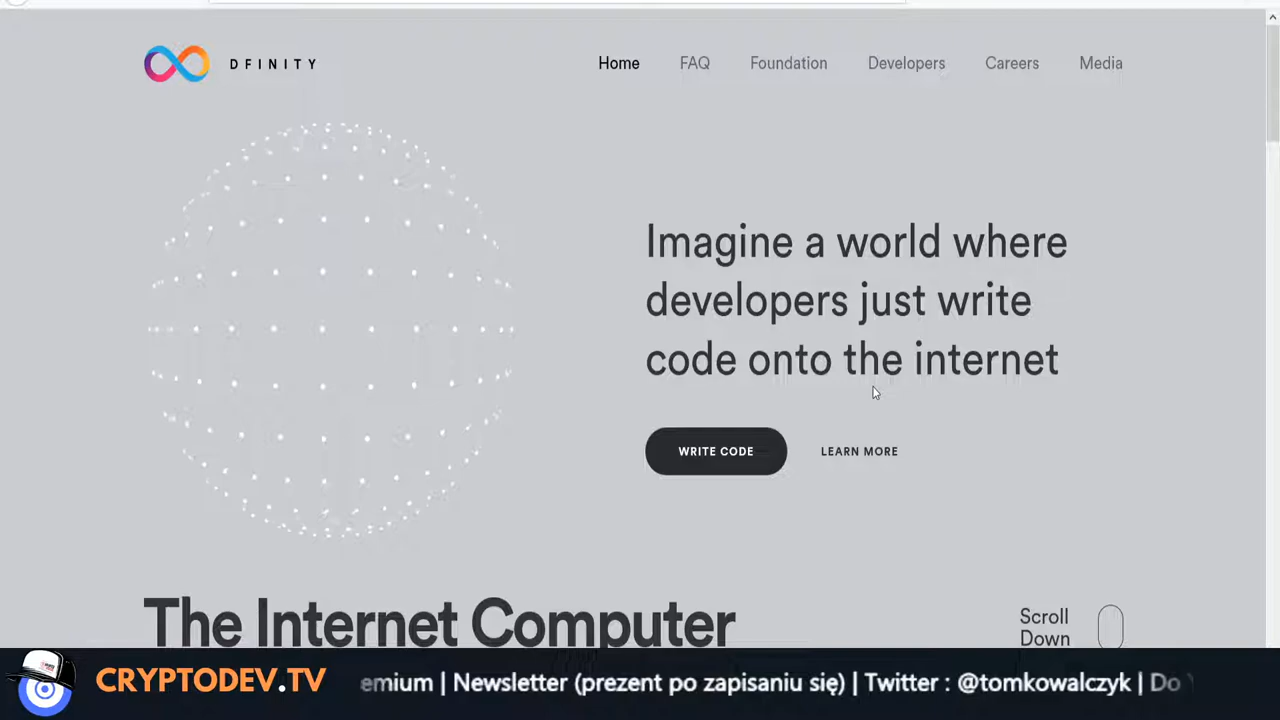 DFINITY
Home FAQ Foundation Developers Careers Media
Imagine a world where
developers just write
code onto the internet
WRITE CODE LEARN MORE
The Internet Computer
Scroll
Down
CRYPTODEV.TV
emium | Newsletter (prezent po zapisaniu się) | Twitter : @tomkowalczyk | Do